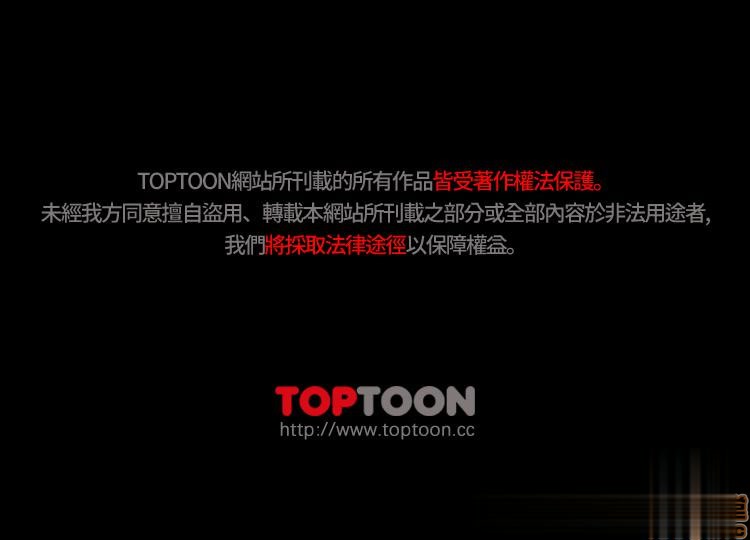 TOPTOON網站所刊載的所有作品皆受著作權法保護。
未經我方同意擅自盜用、轉載本網站所刊載之部分或全部內容於非法用途者,
我們將採取法律途徑以保障權益。
TOPTOON
http://www.toptoon.cc